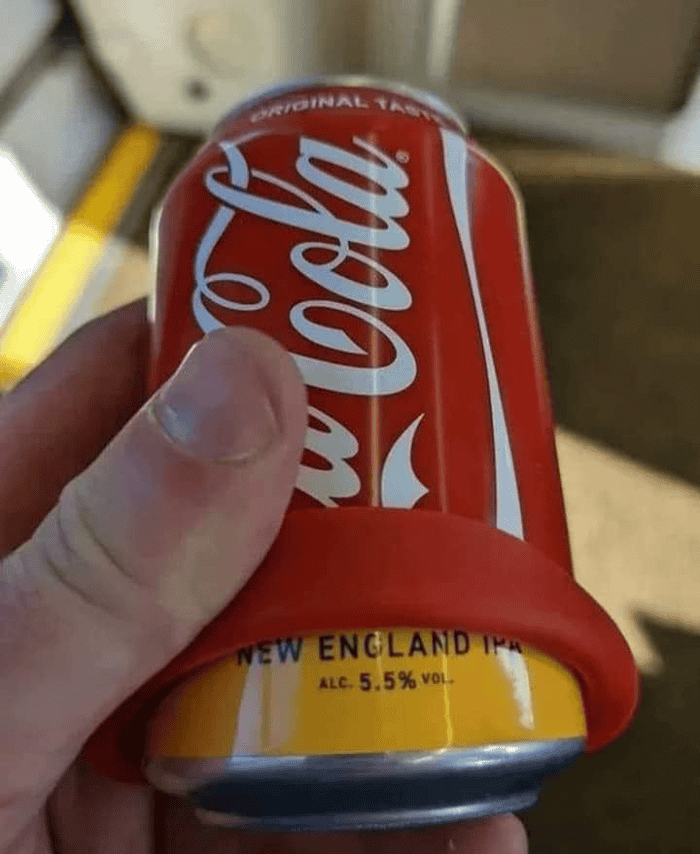 ORIGINAL TASTE
Coca-Cola®
NEW ENGLAND IPA
ALC. 5.5% VOL.